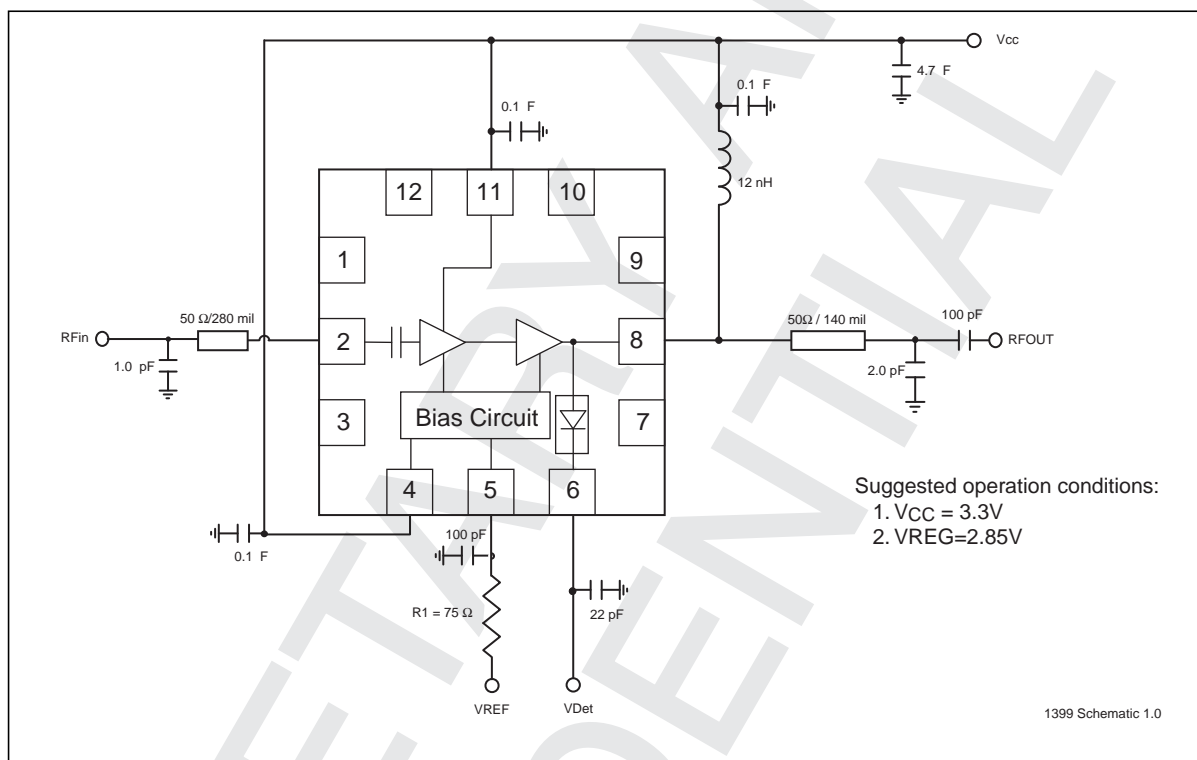 Vcc
4.7 F
0.1 F
0.1 F
12 nH
12
11
10
1
9
50 Ω/280 mil
50Ω / 140 mil
100 pF
RFin
2
8
RFOUT
1.0 pF
2.0 pF
3
Bias Circuit
7
4
5
6
Suggested operation conditions:
1. VCC = 3.3V
2. VREG=2.85V
0.1 F
100 pF
R1 = 75 Ω
22 pF
VREF
VDet
1399 Schematic 1.0